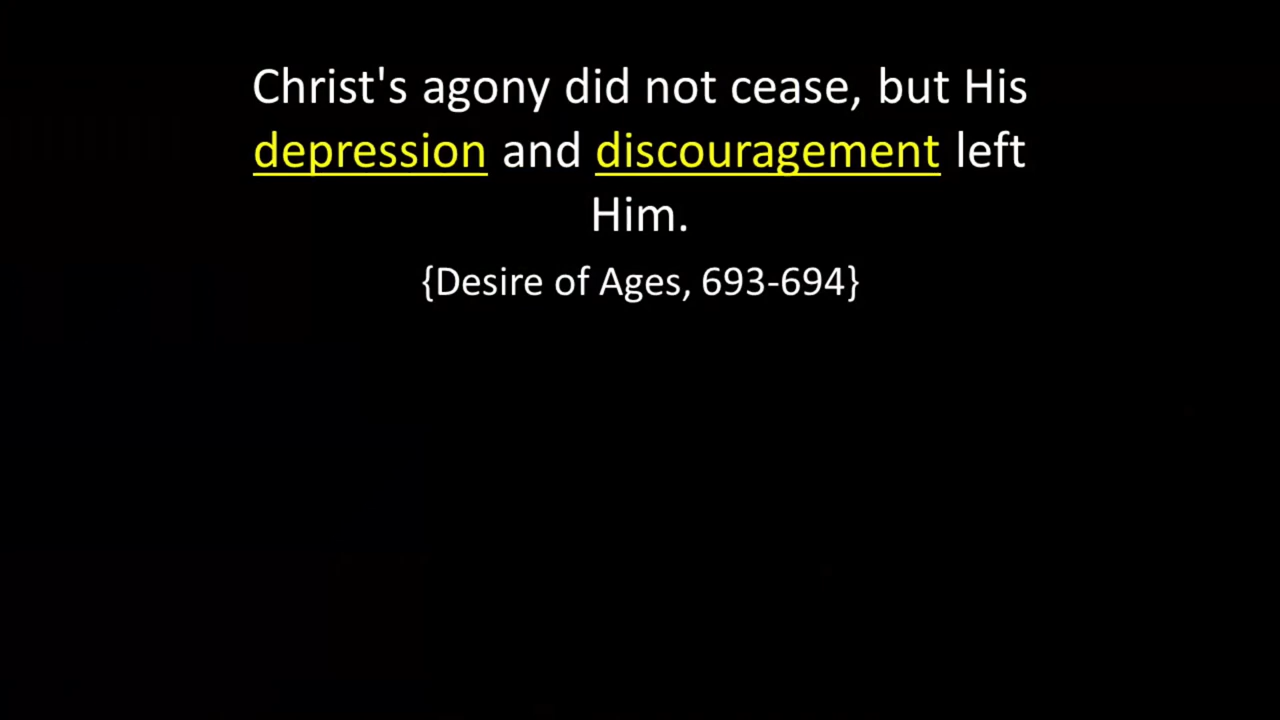 Christ's agony did not cease, but His
depression and discouragement left
Him.
{Desire of Ages, 693-694}